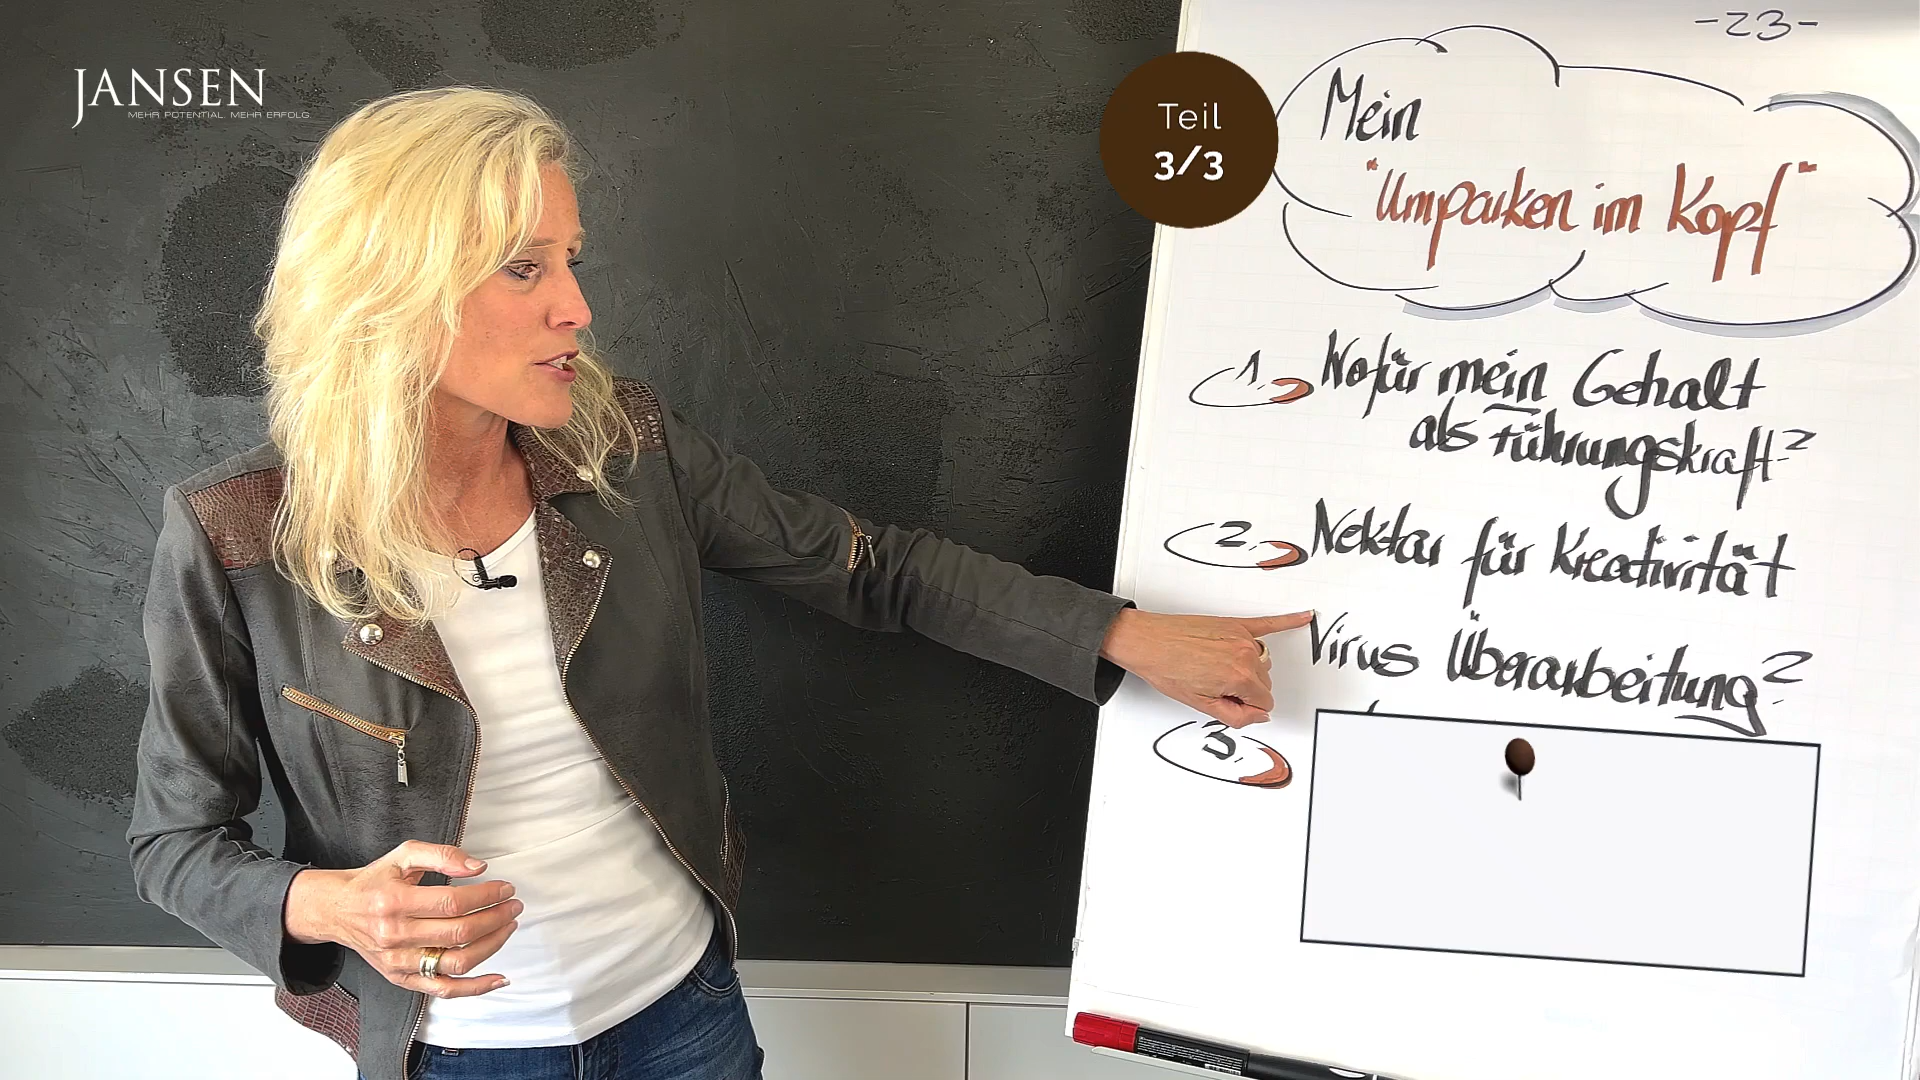 JANSEN
MEHR POTENTIAL. MEHR ERFOLG
-23-
Teil
3/3
Mein
"Umparken im Kopf"
1. Wofür mein Gehalt
als Führungskraft?
2. Nektar für Kreativität
Virus Überarbeitung?
3.